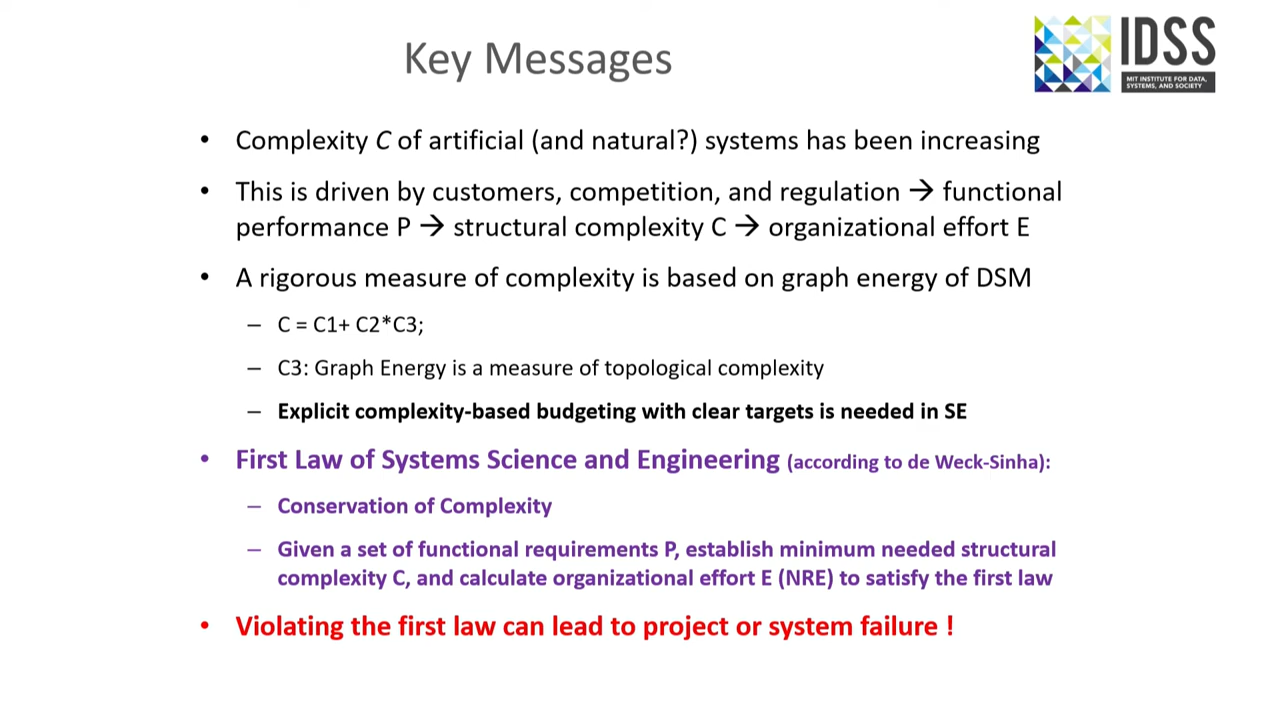 Key Messages
IDSS
MIT INSTITUTE FOR DATA,
SYSTEMS, AND SOCIETY
• Complexity C of artificial (and natural?) systems has been increasing
• This is driven by customers, competition, and regulation → functional
performance P → structural complexity C → organizational effort E
• A rigorous measure of complexity is based on graph energy of DSM
– C = C1+ C2*C3;
– C3: Graph Energy is a measure of topological complexity
– Explicit complexity-based budgeting with clear targets is needed in SE
• First Law of Systems Science and Engineering (according to de Weck-Sinha):
– Conservation of Complexity
– Given a set of functional requirements P, establish minimum needed structural
complexity C, and calculate organizational effort E (NRE) to satisfy the first law
• Violating the first law can lead to project or system failure !